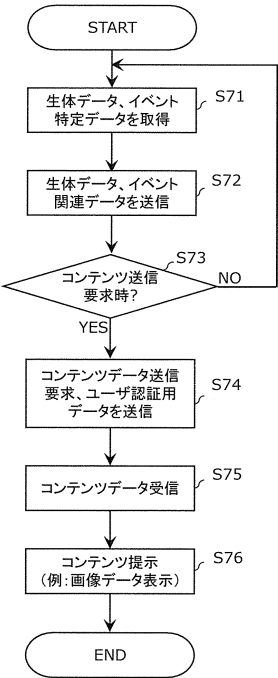 START
生体データ、イベント
特定データを取得
S71
生体データ、イベント
関連データを送信
S72
コンテンツ送信
要求時?
S73
NO
YES
コンテンツデータ送信
要求、ユーザ認証用
データを送信
S74
コンテンツデータ受信
S75
コンテンツ提示
(例:画像データ表示)
S76
END